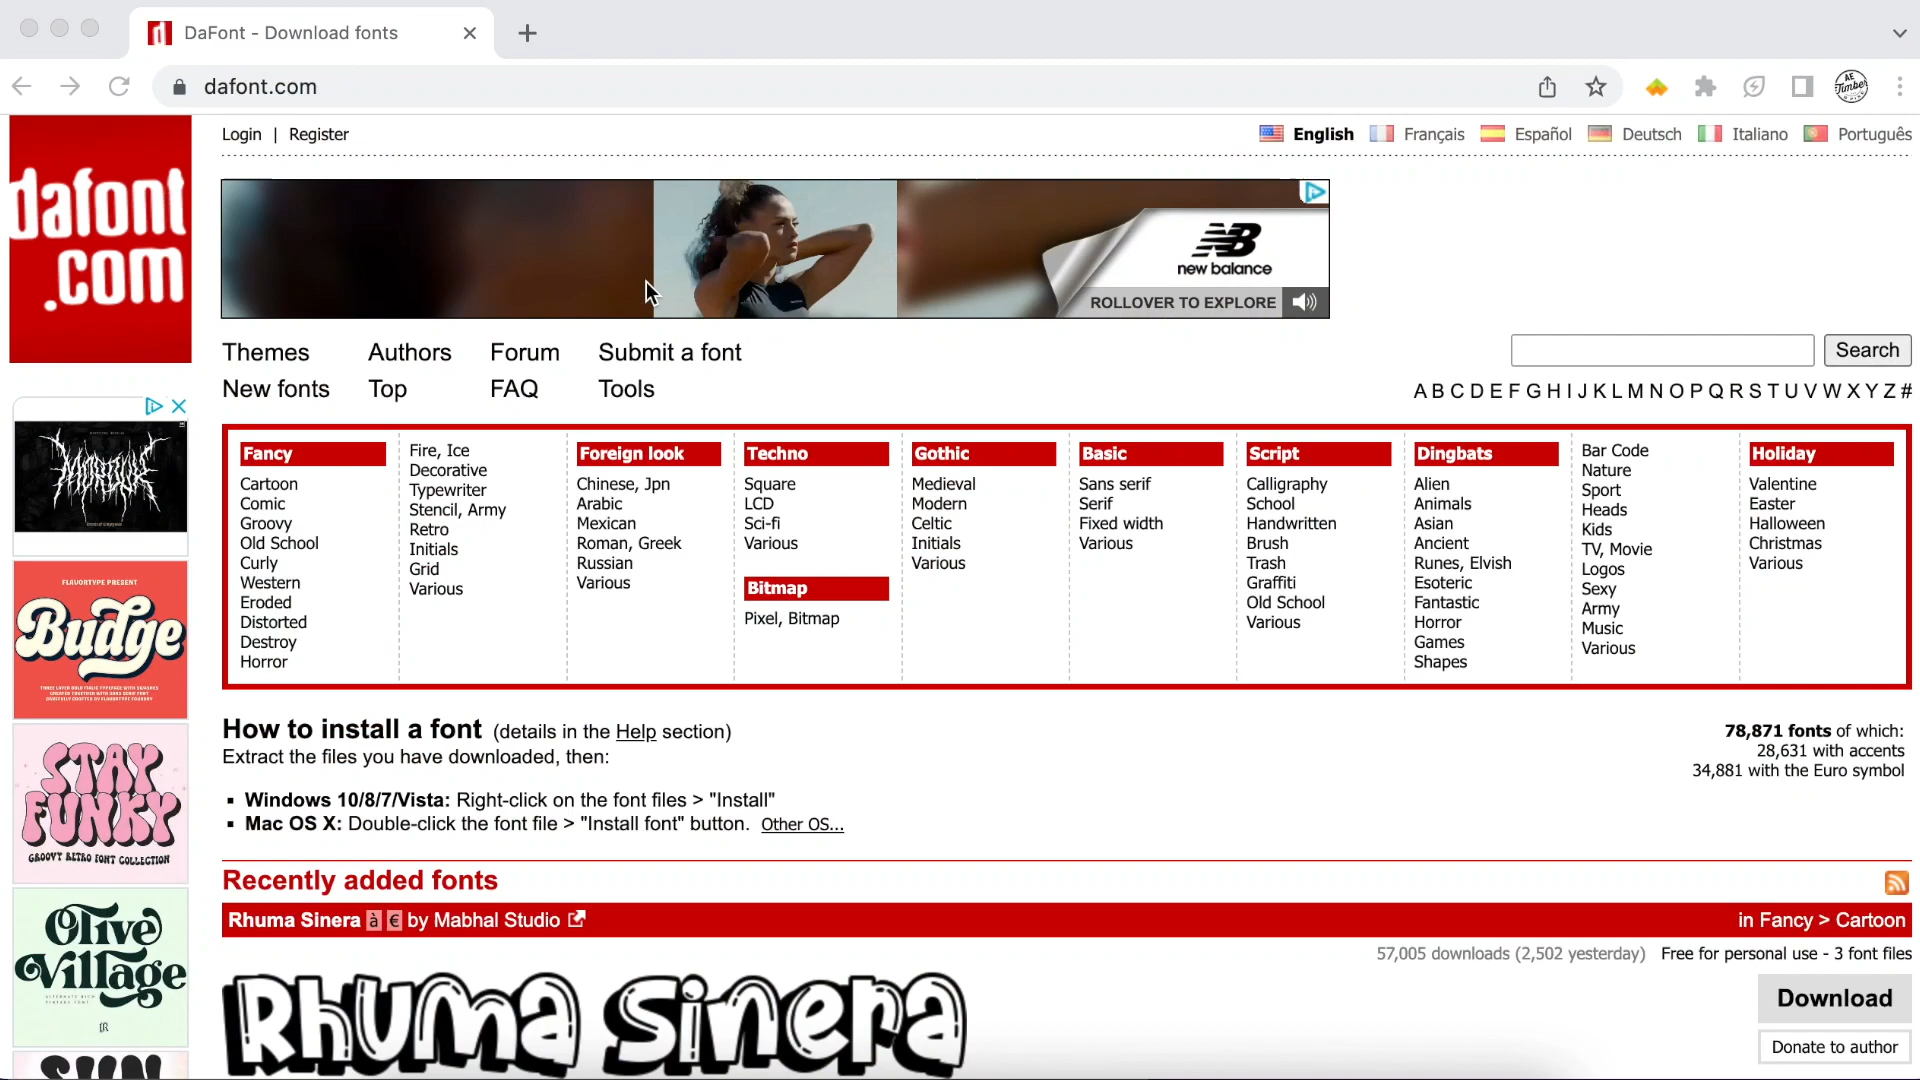 DaFont - Download fonts
dafont.com
AE
Timber
Login | Register
English Français Español Deutsch Italiano Português
dafont
.com
new balance
ROLLOVER TO EXPLORE
Themes Authors Forum Submit a font
New fonts Top FAQ Tools
Search
A B C D E F G H I J K L M N O P Q R S T U V W X Y Z #
Fancy
Cartoon
Comic
Groovy
Old School
Curly
Western
Eroded
Distorted
Destroy
Horror
Fire, Ice
Decorative
Typewriter
Stencil, Army
Retro
Initials
Grid
Various
Foreign look
Chinese, Jpn
Arabic
Mexican
Roman, Greek
Russian
Various
Techno
Square
LCD
Sci-fi
Various
Bitmap
Pixel, Bitmap
Gothic
Medieval
Modern
Celtic
Initials
Various
Basic
Sans serif
Serif
Fixed width
Various
Script
Calligraphy
School
Handwritten
Brush
Trash
Graffiti
Old School
Various
Dingbats
Alien
Animals
Asian
Ancient
Runes, Elvish
Esoteric
Fantastic
Horror
Games
Shapes
Bar Code
Nature
Sport
Heads
Kids
TV, Movie
Logos
Sexy
Army
Music
Various
Holiday
Valentine
Easter
Halloween
Christmas
Various
FLAVORTYPE PRESENT
Budge
STAY
FUNKY
GROOVY RETRO FONT COLLECTION
Olive
Village
How to install a font (details in the Help section)
Extract the files you have downloaded, then:
▪ Windows 10/8/7/Vista: Right-click on the font files > "Install"
▪ Mac OS X: Double-click the font file > "Install font" button. Other OS...
78,871 fonts of which:
28,631 with accents
34,881 with the Euro symbol
Recently added fonts
Rhuma Sinera à € by Mabhal Studio
in Fancy > Cartoon
57,005 downloads (2,502 yesterday) Free for personal use - 3 font files
Rhuma Sinera
Download
Donate to author